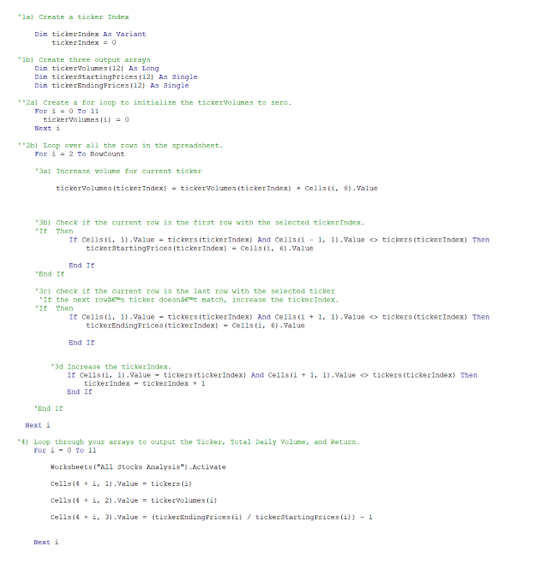 '1a) Create a ticker Index
Dim tickerIndex As Variant
tickerIndex = 0
'1b) Create three output arrays
Dim tickerVolumes(12) As Long
Dim tickerStartingPrices(12) As Single
Dim tickerEndingPrices(12) As Single
''2a) Create a for loop to initialize the tickerVolumes to zero.
For i = 0 To 11
tickerVolumes(i) = 0
Next i
''2b) Loop over all the rows in the spreadsheet.
For i = 2 To RowCount
'3a) Increase volume for current ticker
tickerVolumes(tickerIndex) = tickerVolumes(tickerIndex) + Cells(i, 8).Value
'3b) Check if the current row is the first row with the selected tickerIndex.
'If  Then
If Cells(i, 1).Value = tickers(tickerIndex) And Cells(i - 1, 1).Value <> tickers(tickerIndex) Then
tickerStartingPrices(tickerIndex) = Cells(i, 6).Value
End If
'End If
'3c) check if the current row is the last row with the selected ticker
'If the next rowâ€™s ticker doesnâ€™t match, increase the tickerIndex.
'If  Then
If Cells(i, 1).Value = tickers(tickerIndex) And Cells(i + 1, 1).Value <> tickers(tickerIndex) Then
tickerEndingPrices(tickerIndex) = Cells(i, 6).Value
End If
'3d Increase the tickerIndex.
If Cells(i, 1).Value = tickers(tickerIndex) And Cells(i + 1, 1).Value <> tickers(tickerIndex) Then
tickerIndex = tickerIndex + 1
End If
'End If
Next i
'4) Loop through your arrays to output the Ticker, Total Daily Volume, and Return.
For i = 0 To 11
Worksheets("All Stocks Analysis").Activate
Cells(4 + i, 1).Value = tickers(i)
Cells(4 + i, 2).Value = tickerVolumes(i)
Cells(4 + i, 3).Value = (tickerEndingPrices(i) / tickerStartingPrices(i)) - 1
Next i